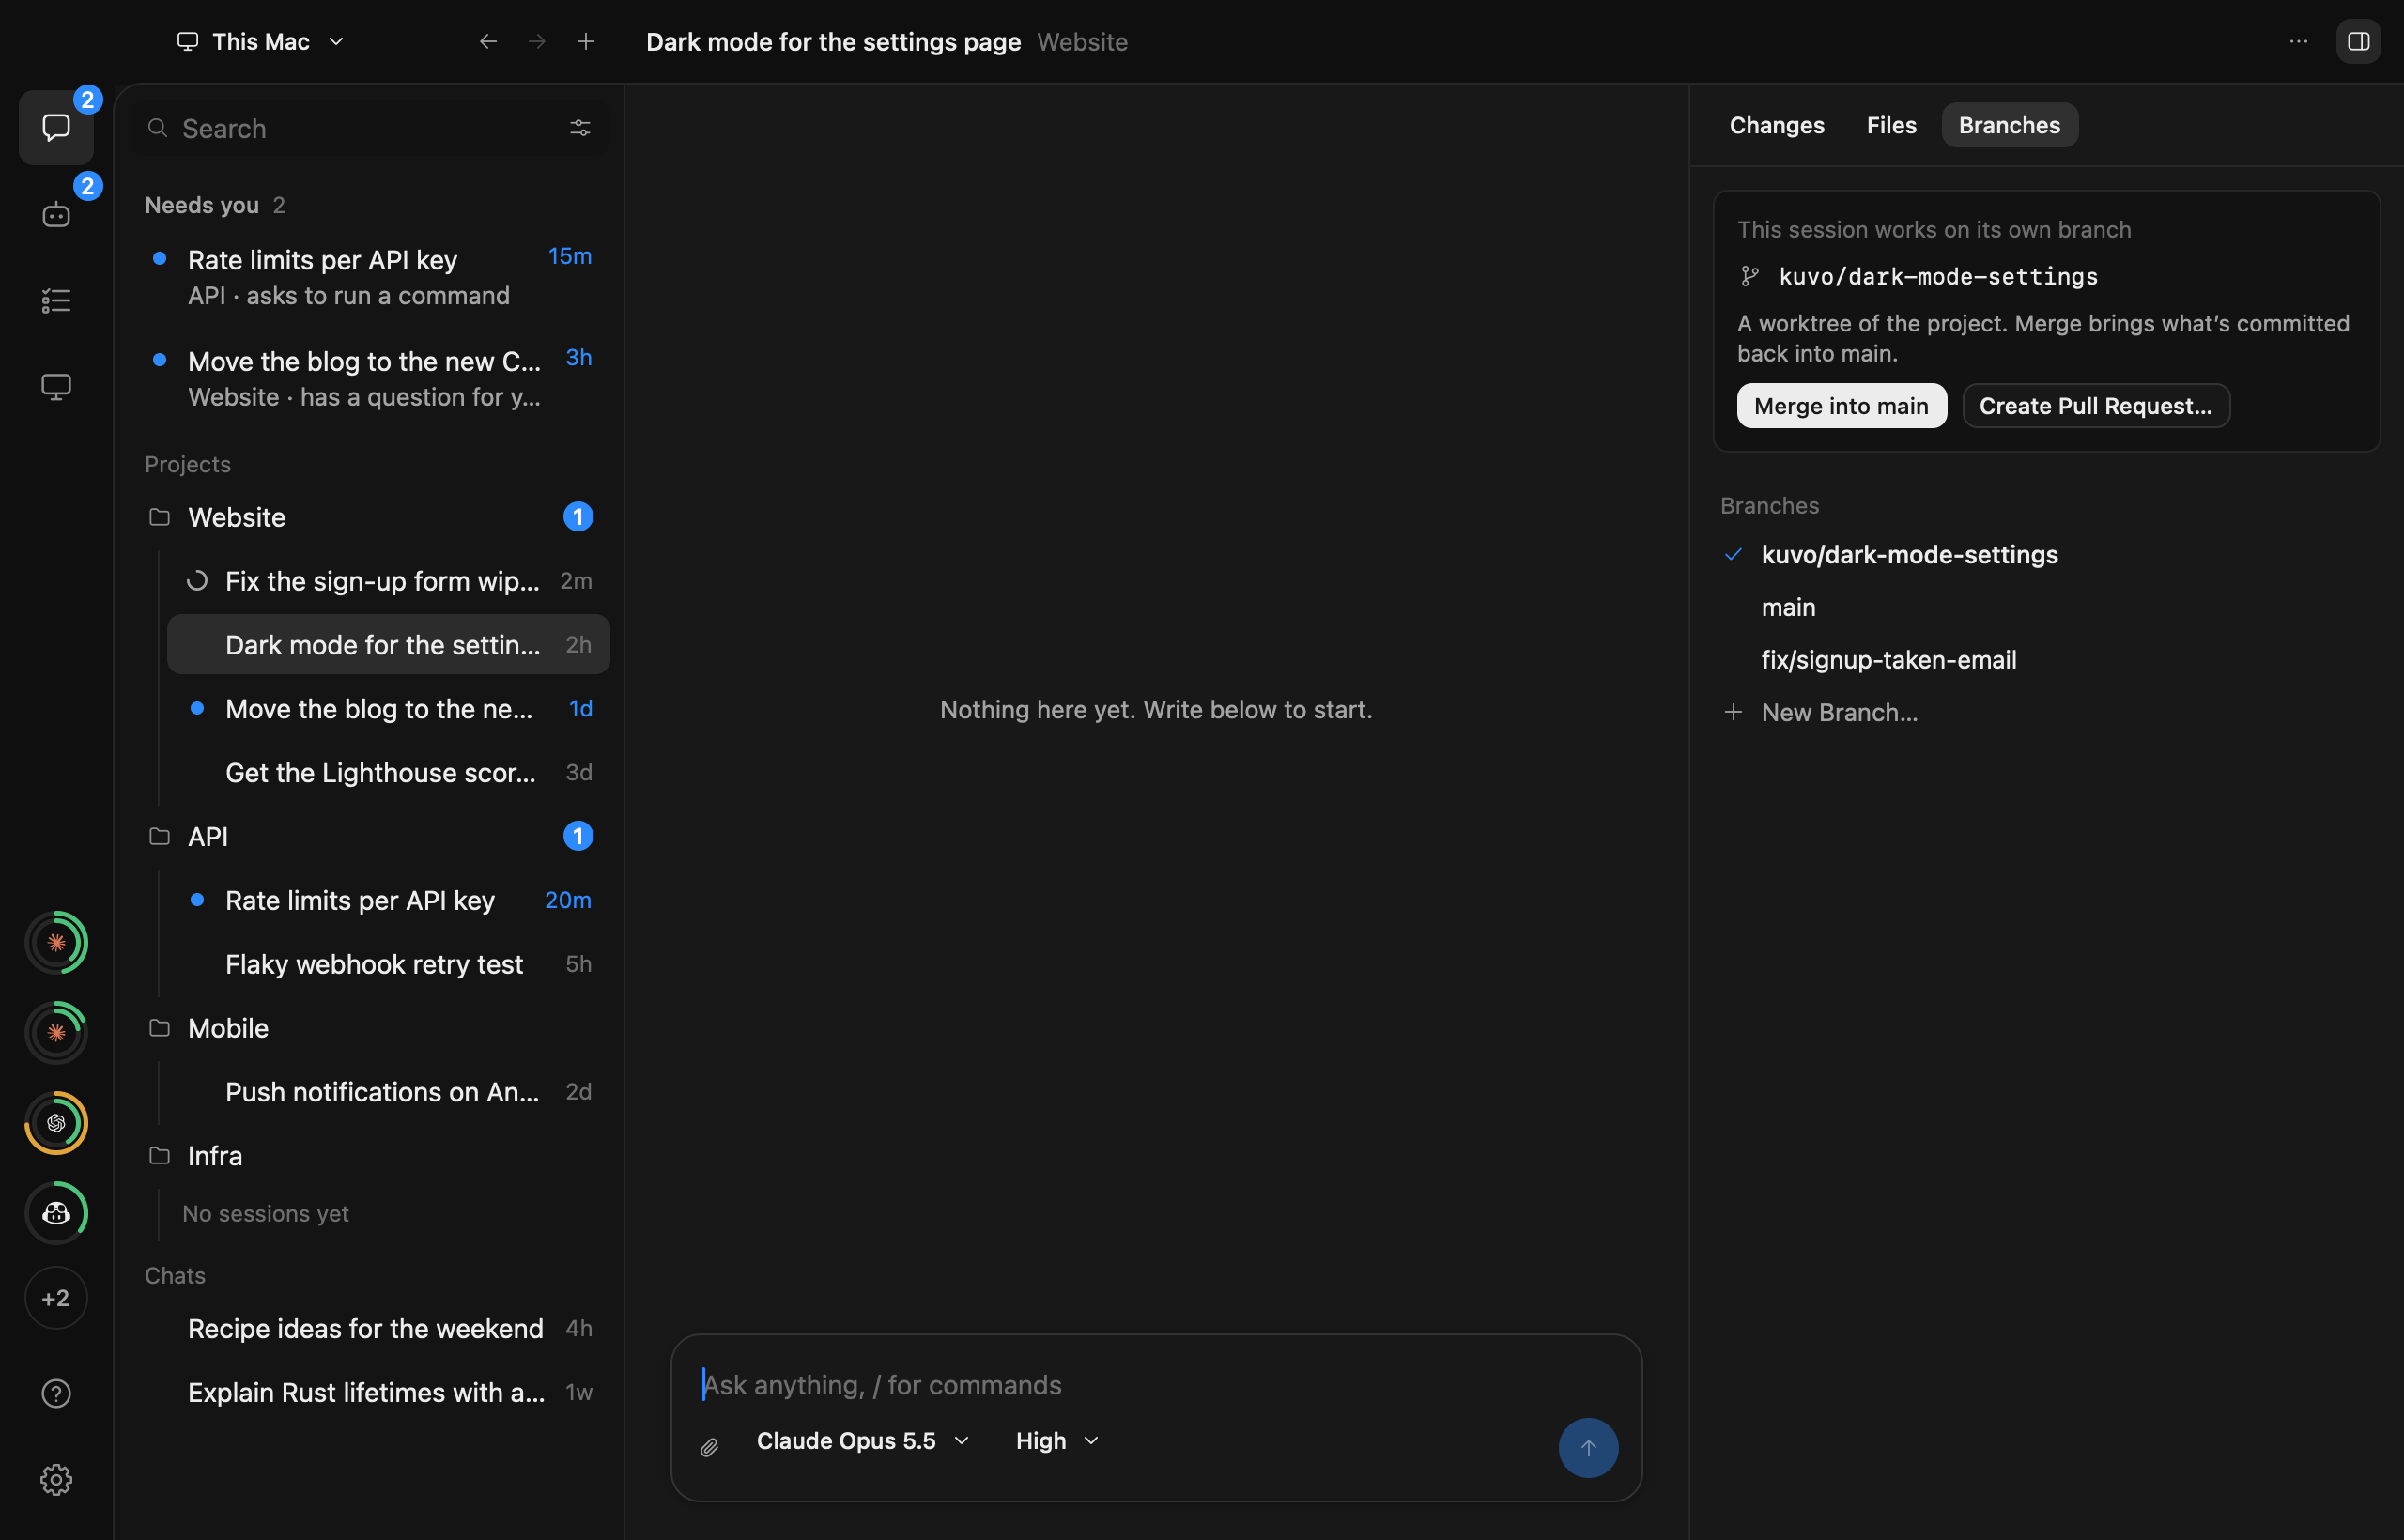 This Mac
Dark mode for the settings page Website
2
2
Search
Needs you 2
Rate limits per API key 15m
API · asks to run a command
Move the blog to the new C... 3h
Website · has a question for y...
Projects
Website 1
Fix the sign-up form wip... 2m
Dark mode for the settin... 2h
Move the blog to the ne... 1d
Get the Lighthouse scor... 3d
API 1
Rate limits per API key 20m
Flaky webhook retry test 5h
Mobile
Push notifications on An... 2d
Infra
No sessions yet
Chats
Recipe ideas for the weekend 4h
Explain Rust lifetimes with a... 1w
+2
Nothing here yet. Write below to start.
Ask anything, / for commands
Claude Opus 5.5 High
Changes Files Branches
This session works on its own branch
kuvo/dark-mode-settings
A worktree of the project. Merge brings what’s committed
back into main.
Merge into main Create Pull Request...
Branches
kuvo/dark-mode-settings
main
fix/signup-taken-email
New Branch...